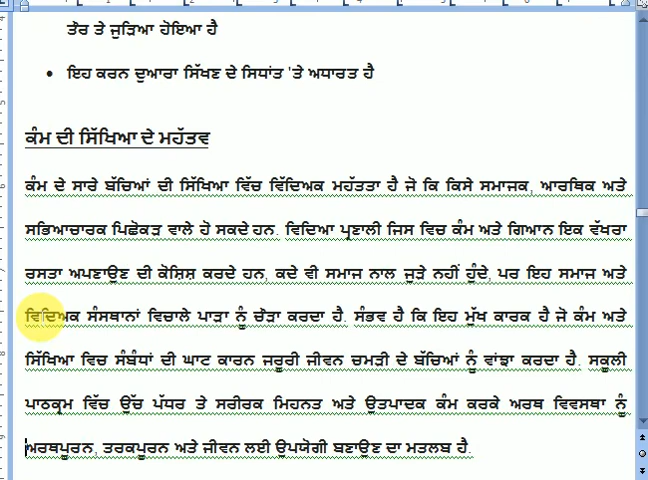 ਤੌਰ ਤੇ ਜੁੜਿਆ ਹੋਇਆ ਹੈ
• ਇਹ ਕਰਨ ਦੁਆਰਾ ਸਿੱਖਣ ਦੇ ਸਿਧਾਂਤ 'ਤੇ ਅਧਾਰਤ ਹੈ
ਕੰਮ ਦੀ ਸਿੱਖਿਆ ਦੇ ਮਹੱਤਵ
ਕੰਮ ਦੇ ਸਾਰੇ ਬੱਚਿਆਂ ਦੀ ਸਿੱਖਿਆ ਵਿੱਚ ਵਿੱਦਿਅਕ ਮਹੱਤਤਾ ਹੈ ਜੋ ਕਿ ਕਿਸੇ ਸਮਾਜਕ, ਆਰਥਿਕ ਅਤੇ
ਸਭਿਆਚਾਰਕ ਪਿਛੋਕੜ ਵਾਲੇ ਹੋ ਸਕਦੇ ਹਨ. ਵਿਦਿਆ ਪ੍ਰਣਾਲੀ ਜਿਸ ਵਿਚ ਕੰਮ ਅਤੇ ਗਿਆਨ ਇਕ ਵੱਖਰਾ
ਰਸਤਾ ਅਪਣਾਉਣ ਦੀ ਕੋਸ਼ਿਸ਼ ਕਰਦੇ ਹਨ, ਕਦੇ ਵੀ ਸਮਾਜ ਨਾਲ ਜੁੜੇ ਨਹੀਂ ਹੁੰਦੇ, ਪਰ ਇਹ ਸਮਾਜ ਅਤੇ
ਵਿਦਿਅਕ ਸੰਸਥਾਨਾਂ ਵਿਚਾਲੇ ਪਾੜਾ ਨੂੰ ਚੌੜਾ ਕਰਦਾ ਹੈ. ਸੰਭਵ ਹੈ ਕਿ ਇਹ ਮੁੱਖ ਕਾਰਕ ਹੈ ਜੋ ਕੰਮ ਅਤੇ
ਸਿੱਖਿਆ ਵਿਚ ਸੰਬੰਧਾਂ ਦੀ ਘਾਟ ਕਾਰਨ ਜਰੂਰੀ ਜੀਵਨ ਚਮੜੀ ਦੇ ਬੱਚਿਆਂ ਨੂੰ ਵਾਂਝਾ ਕਰਦਾ ਹੈ. ਸਕੂਲੀ
ਪਾਠਕ੍ਰਮ ਵਿੱਚ ਉੱਚ ਪੱਧਰ ਤੇ ਸਰੀਰਕ ਮਿਹਨਤ ਅਤੇ ਉਤਪਾਦਕ ਕੰਮ ਕਰਕੇ ਅਰਥ ਵਿਵਸਥਾ ਨੂੰ
ਅਰਥਪੂਰਨ, ਤਰਕਪੂਰਨ ਅਤੇ ਜੀਵਨ ਲਈ ਉਪਯੋਗੀ ਬਣਾਉਣ ਦਾ ਮਤਲਬ ਹੈ.